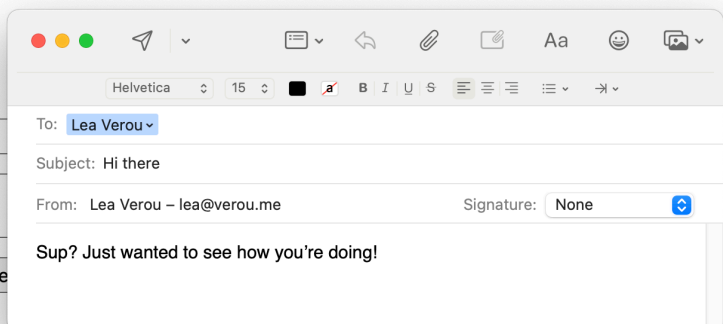 Aa
Helvetica 15 a B I U S
To: Lea Verou
Subject: Hi there
From: Lea Verou – lea@verou.me Signature: None
Sup? Just wanted to see how you’re doing!
e